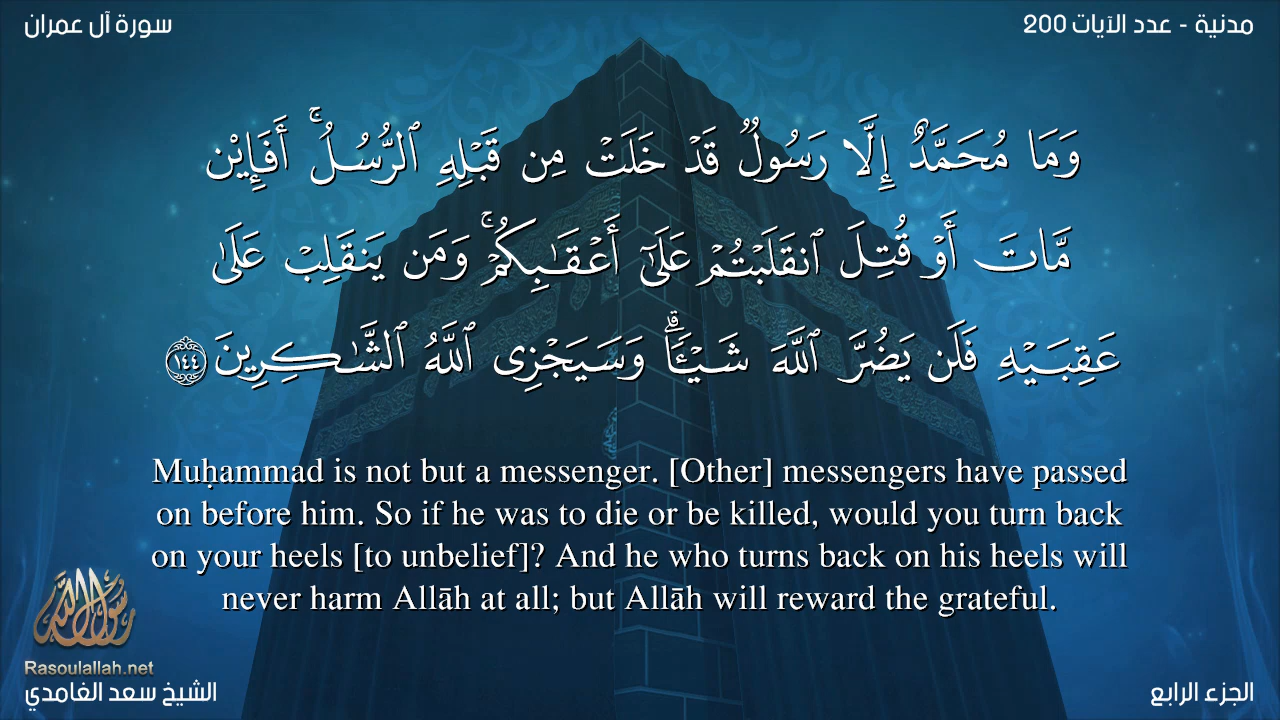 مدنية - عدد الآيات 200
سورة آل عمران
وَمَا مُحَمَّدٌ إِلَّا رَسُولٌ قَدْ خَلَتْ مِن قَبْلِهِ ٱلرُّسُلُ ۚ أَفَإِي۟ن
مَّاتَ أَوْ قُتِلَ ٱنقَلَبْتُمْ عَلَىٰٓ أَعْقَـٰبِكُمْ ۚ وَمَن يَنقَلِبْ عَلَىٰ
عَقِبَيْهِ فَلَن يَضُرَّ ٱللَّهَ شَيْـًٔا ۗ وَسَيَجْزِى ٱللَّهُ ٱلشَّـٰكِرِينَ ١٤٤
Muḥammad is not but a messenger. [Other] messengers have passed
on before him. So if he was to die or be killed, would you turn back
on your heels [to unbelief]? And he who turns back on his heels will
never harm Allāh at all; but Allāh will reward the grateful.
رسول الله
Rasoulallah.net
الشيخ سعد الغامدي
الجزء الرابع